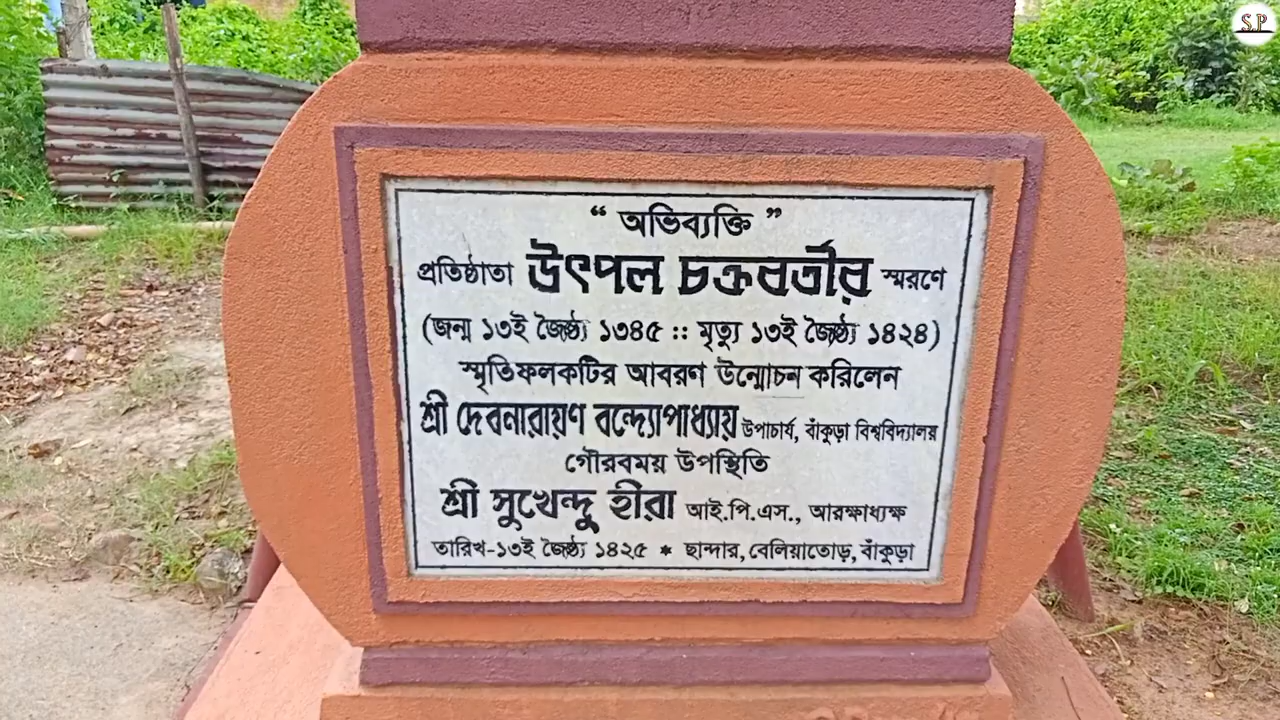 S.P
“ অভিব্যক্তি ”
প্রতিষ্ঠাতা উৎপল চক্রবর্তীর স্মরণে
(জন্ম ১৩ই জ্যৈষ্ঠ্য ১৩৪৫ :: মৃত্যু ১৩ই জ্যৈষ্ঠ্য ১৪২৪)
স্মৃতিফলকটির আবরণ উন্মোচন করিলেন
শ্রী দেবনারায়ণ বন্দ্যোপাধ্যায় উপাচার্য, বাঁকুড়া বিশ্ববিদ্যালয়
গৌরবময় উপস্থিতি
শ্রী সুখেন্দু হীরা আই.পি.এস., আরক্ষাধ্যক্ষ
তারিখ-১৩ই জ্যৈষ্ঠ্য ১৪২৫ * ছান্দার, বেলিয়াতোড়, বাঁকুড়া